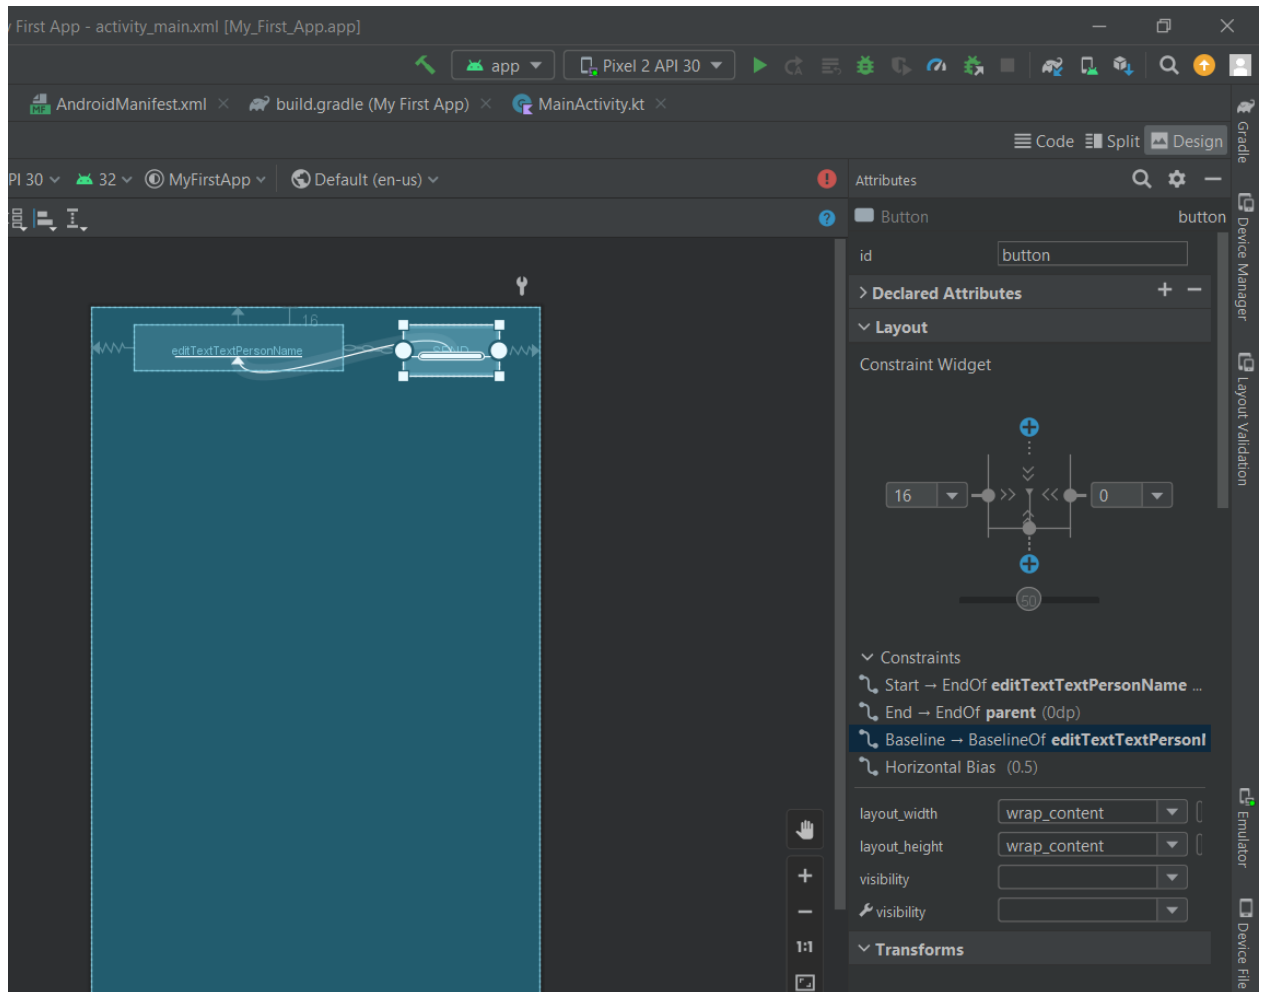 First App - activity_main.xml [My_First_App.app]
app
Pixel 2 API 30
MF
AndroidManifest.xml
build.gradle (My First App)
MainActivity.kt
Code
Split
Design
PI 30
32
MyFirstApp
Default (en-us)
Attributes
Button
button
id
button
Declared Attributes
Layout
Constraint Widget
16
editTextTextPersonName
SEND
16
0
50
Constraints
Start → EndOf editTextTextPersonName ...
End → EndOf parent (0dp)
Baseline → BaselineOf editTextTextPersonN
Horizontal Bias (0.5)
layout_width
wrap_content
layout_height
wrap_content
visibility
visibility
Transforms
1:1
Gradle
Device Manager
Layout Validation
Emulator
Device File